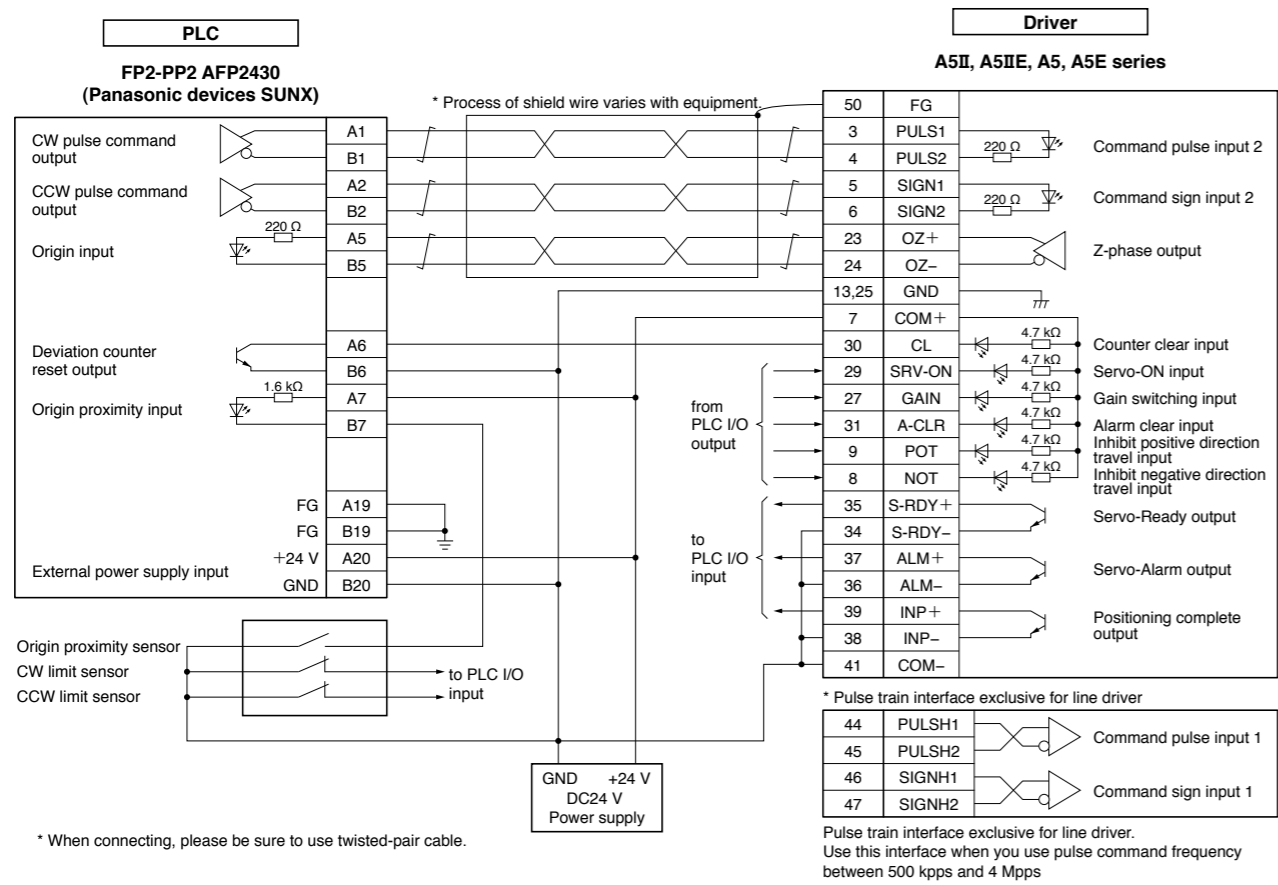 PLC
FP2-PP2 AFP2430
(Panasonic devices SUNX)
Driver
A5II, A5IIE, A5, A5E series
* Process of shield wire varies with equipment.
CW pulse command
output
A1
B1
CCW pulse command
output
A2
B2
Origin input
220 Ω
A5
B5
Deviation counter
reset output
A6
B6
Origin proximity input
1.6 kΩ
A7
B7
FG A19
FG B19
External power supply input
+24 V A20
GND B20
Origin proximity sensor
CW limit sensor
CCW limit sensor
to PLC I/O
input
from
PLC I/O
output
to
PLC I/O
input
GND +24 V
DC24 V
Power supply
50 FG
3 PULS1
4 PULS2
220 Ω
Command pulse input 2
5 SIGN1
6 SIGN2
220 Ω
Command sign input 2
23 OZ+
24 OZ−
Z-phase output
13,25 GND
7 COM+
30 CL 4.7 kΩ Counter clear input
29 SRV-ON 4.7 kΩ Servo-ON input
27 GAIN 4.7 kΩ Gain switching input
31 A-CLR 4.7 kΩ Alarm clear input
9 POT 4.7 kΩ Inhibit positive direction
travel input
8 NOT 4.7 kΩ Inhibit negative direction
travel input
35 S-RDY+
34 S-RDY−
Servo-Ready output
37 ALM+
36 ALM−
Servo-Alarm output
39 INP+
38 INP−
Positioning complete
output
41 COM−
* Pulse train interface exclusive for line driver
44 PULSH1
45 PULSH2
Command pulse input 1
46 SIGNH1
47 SIGNH2
Command sign input 1
Pulse train interface exclusive for line driver.
Use this interface when you use pulse command frequency
between 500 kpps and 4 Mpps
* When connecting, please be sure to use twisted-pair cable.